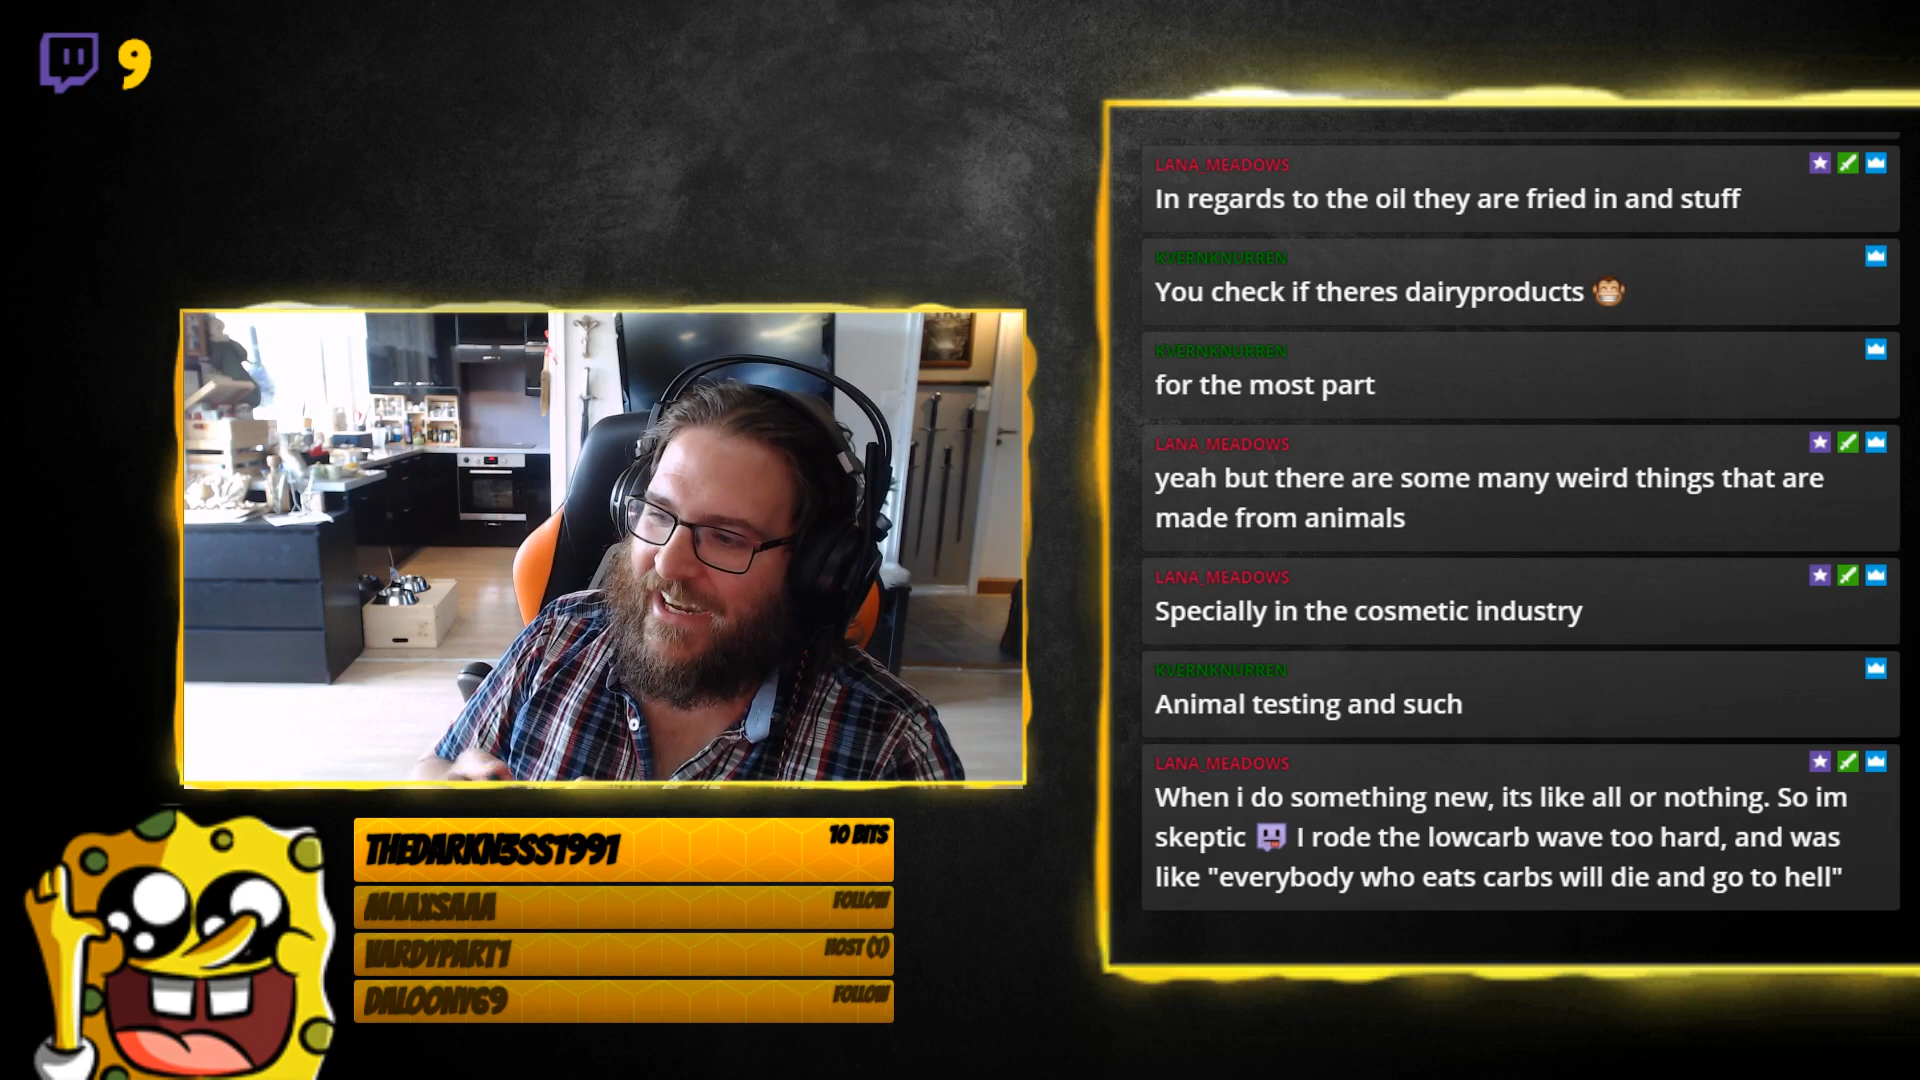 9
LANA_MEADOWS
In regards to the oil they are fried in and stuff
KVERNKNURREN
You check if theres dairyproducts
KVERNKNURREN
for the most part
LANA_MEADOWS
yeah but there are some many weird things that are
made from animals
LANA_MEADOWS
Specially in the cosmetic industry
KVERNKNURREN
Animal testing and such
LANA_MEADOWS
When i do something new, its like all or nothing. So im
skeptic I rode the lowcarb wave too hard, and was
like "everybody who eats carbs will die and go to hell"
THEDARKN3SS1991 10 BITS
MAAXSAAA FOLLOW
VARDYPART1 HOST (1)
DALOONY69 FOLLOW